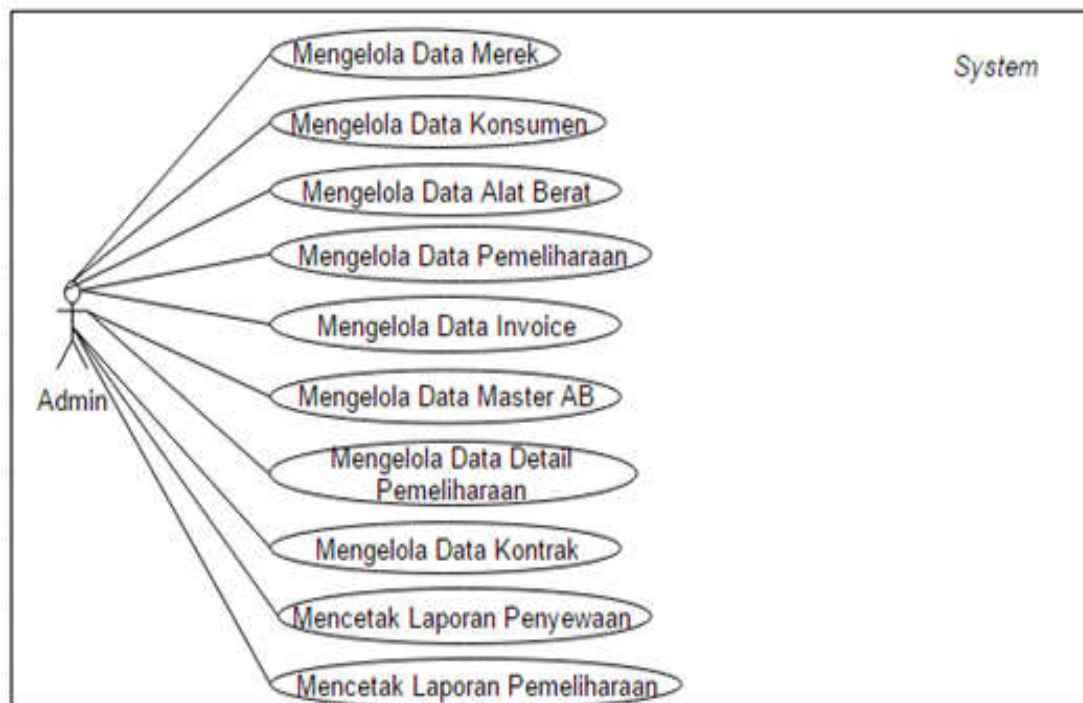 Mengelola Data Merek
System
Mengelola Data Konsumen
Mengelola Data Alat Berat
Mengelola Data Pemeliharaan
Mengelola Data Invoice
Mengelola Data Master AB
Admin
Mengelola Data Detail
Pemeliharaan
Mengelola Data Kontrak
Mencetak Laporan Penyewaan
Mencetak Laporan Pemeliharaan